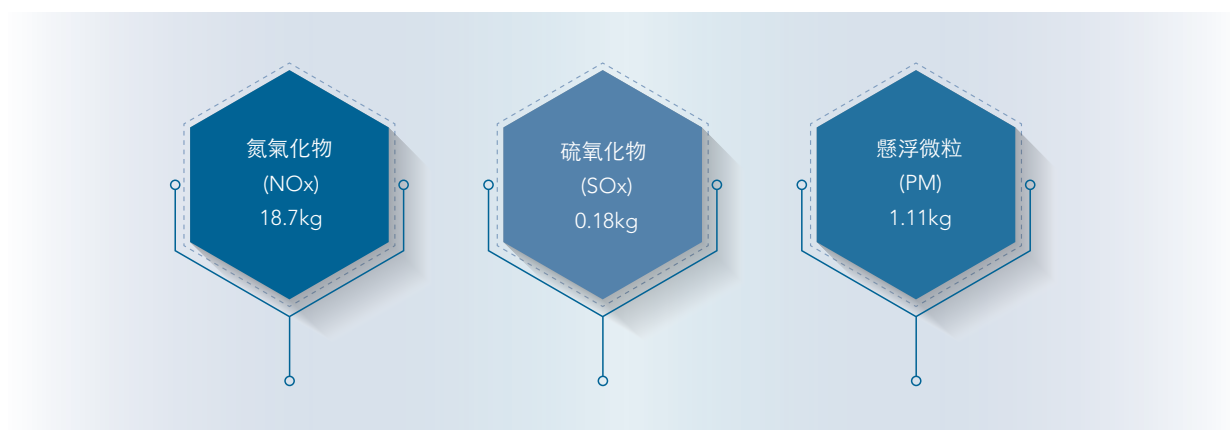 氮氣化物
(NOx)
18.7kg
硫氧化物
(SOx)
0.18kg
懸浮微粒
(PM)
1.11kg